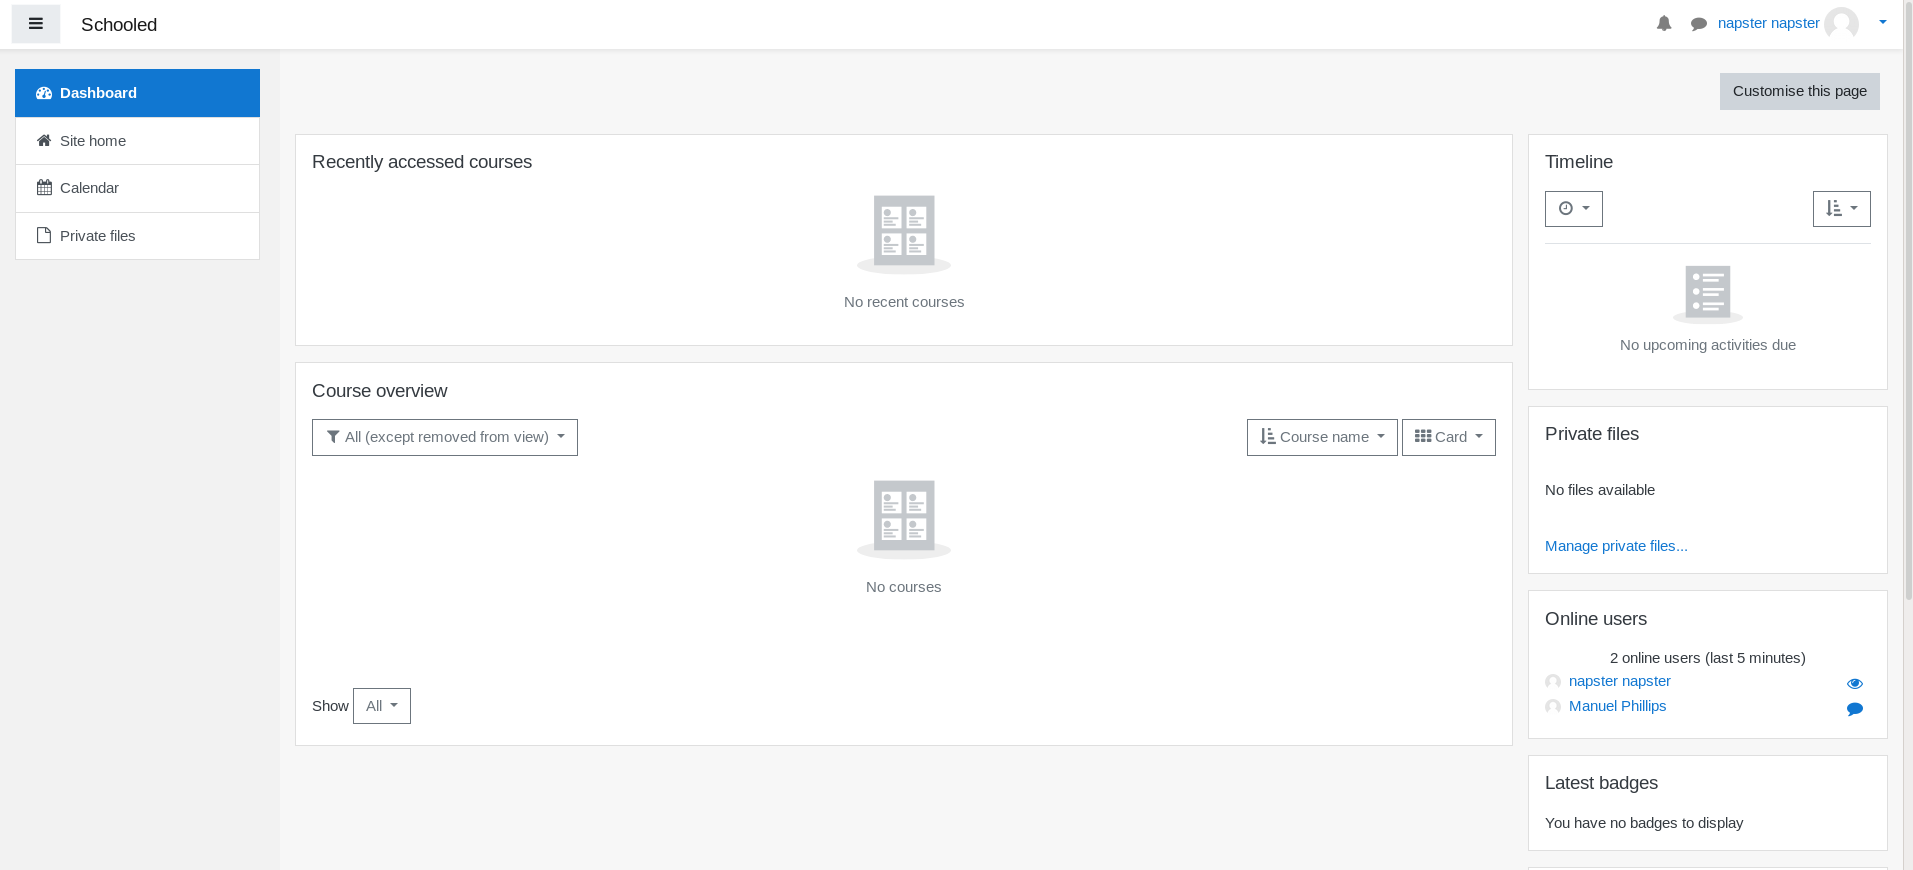 Schooled
napster napster
Dashboard
Site home
Calendar
Private files
Customise this page
Recently accessed courses
No recent courses
Course overview
All (except removed from view)
Course name
Card
No courses
Show All
Timeline
No upcoming activities due
Private files
No files available
Manage private files...
Online users
2 online users (last 5 minutes)
napster napster
Manuel Phillips
Latest badges
You have no badges to display